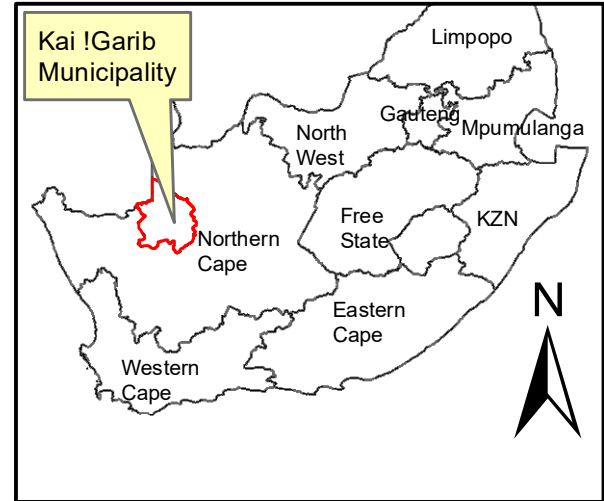 Kai !Garib
Municipality
Limpopo
Gauteng
Mpumulanga
North
West
Free
State
KZN
Northern
Cape
Eastern
Cape
Western
Cape
N